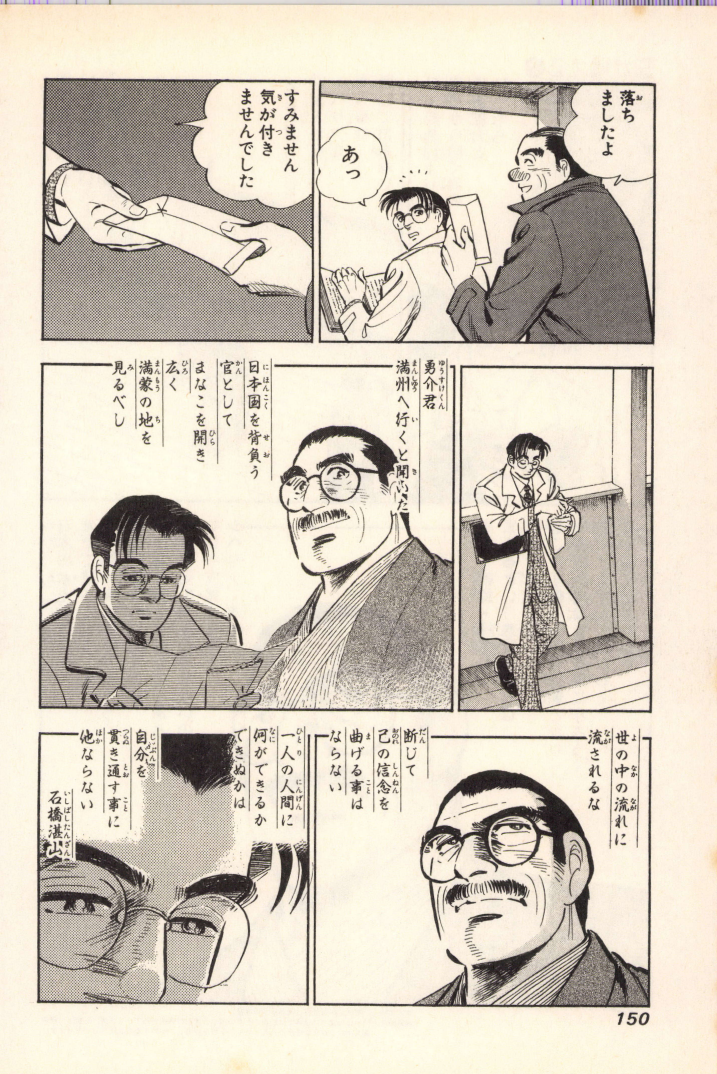 落ち
ましたよ
あっ
すみません
気が付き
ませんでした
勇介君
満州へ行くと聞いた
日本国を背負う
官として
まなこを開き
広く
満蒙の地を
見るべし
世の中の流れに
流されるな
断じて
己の信念を
曲げる事は
ならない
一人の人間に
何ができるか
できぬかは
自分を
貫き通す事に
他ならない
石橋湛山
150